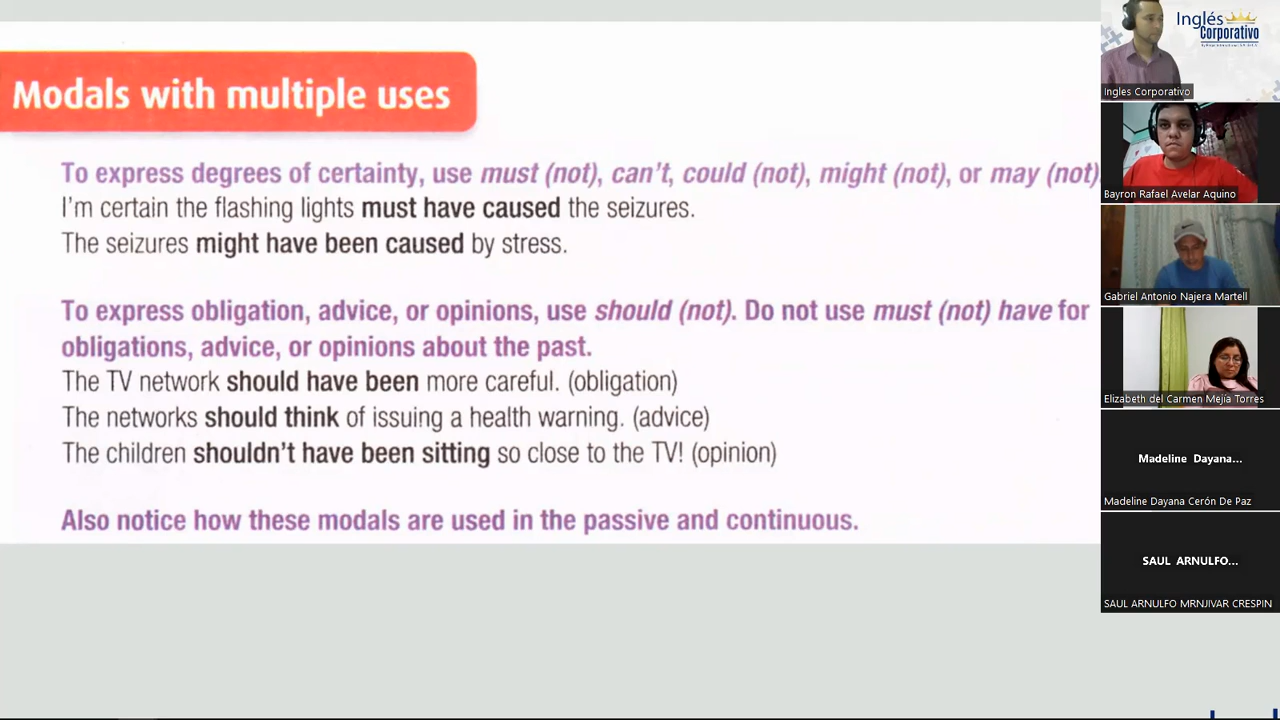 Modals with multiple uses
To express degrees of certainty, use must (not), can't, could (not), might (not), or may (not)
I'm certain the flashing lights must have caused the seizures.
The seizures might have been caused by stress.
To express obligation, advice, or opinions, use should (not). Do not use must (not) have for
obligations, advice, or opinions about the past.
The TV network should have been more careful. (obligation)
The networks should think of issuing a health warning. (advice)
The children shouldn't have been sitting so close to the TV! (opinion)
Also notice how these modals are used in the passive and continuous.
Inglés
Corporativo
Ingles Corporativo
Bayron Rafael Avelar Aquino
Gabriel Antonio Najera Martell
Elizabeth del Carmen Mejía Torres
Madeline Dayana...
Madeline Dayana Cerón De Paz
SAUL ARNULFO...
SAUL ARNULFO MRNJIVAR CRESPIN